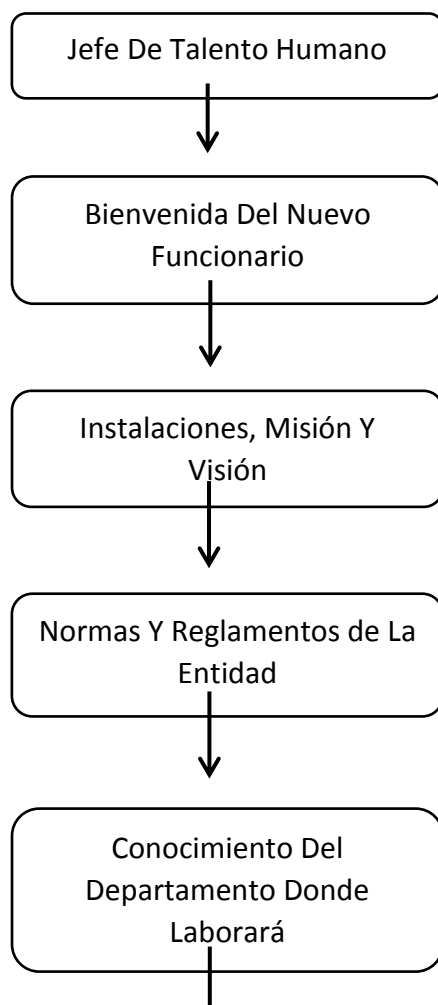 Jefe De Talento Humano
Bienvenida Del Nuevo
Funcionario
Instalaciones, Misión Y
Visión
Normas Y Reglamentos de La
Entidad
Conocimiento Del
Departamento Donde
Laborará